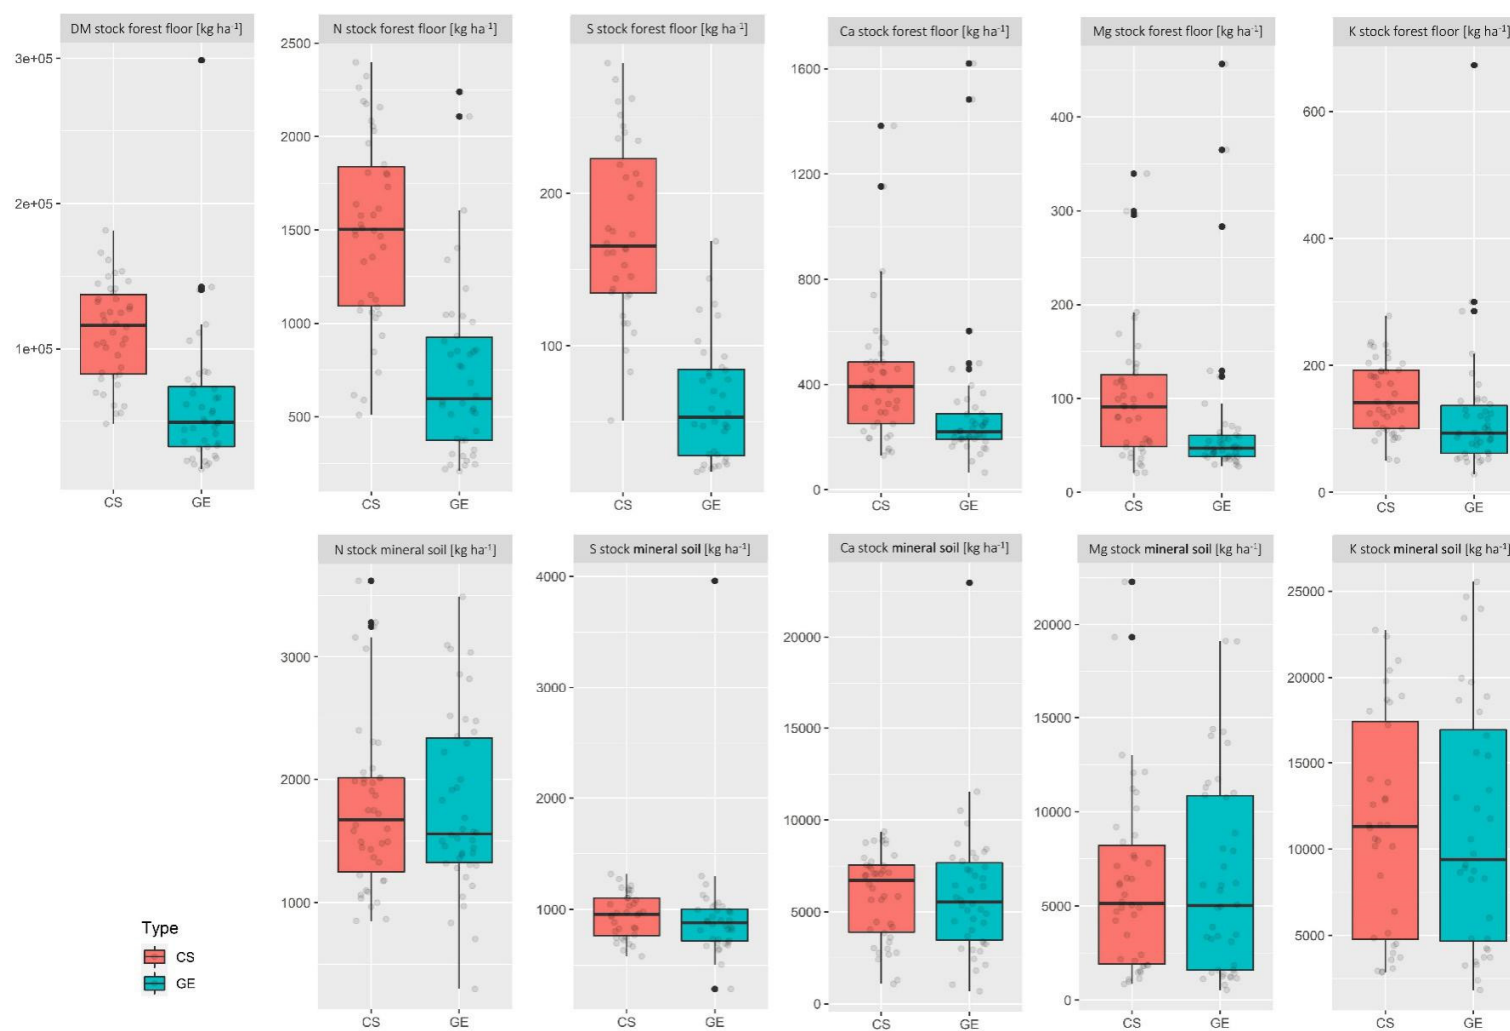 DM stock forest floor [kg ha⁻¹]
3e+05
2e+05
1e+05
CS
GE
N stock forest floor [kg ha⁻¹]
2500
2000
1500
1000
500
CS
GE
S stock forest floor [kg ha⁻¹]
200
100
CS
GE
Ca stock forest floor [kg ha⁻¹]
1600
1200
800
400
0
CS
GE
Mg stock forest floor [kg ha⁻¹]
400
300
200
100
0
CS
GE
K stock forest floor [kg ha⁻¹]
600
400
200
0
CS
GE
N stock mineral soil [kg ha⁻¹]
3000
2000
1000
CS
GE
S stock mineral soil [kg ha⁻¹]
4000
3000
2000
1000
CS
GE
Ca stock mineral soil [kg ha⁻¹]
20000
15000
10000
5000
0
CS
GE
Mg stock mineral soil [kg ha⁻¹]
20000
15000
10000
5000
0
CS
GE
K stock mineral soil [kg ha⁻¹]
25000
20000
15000
10000
5000
CS
GE
Type
CS
GE